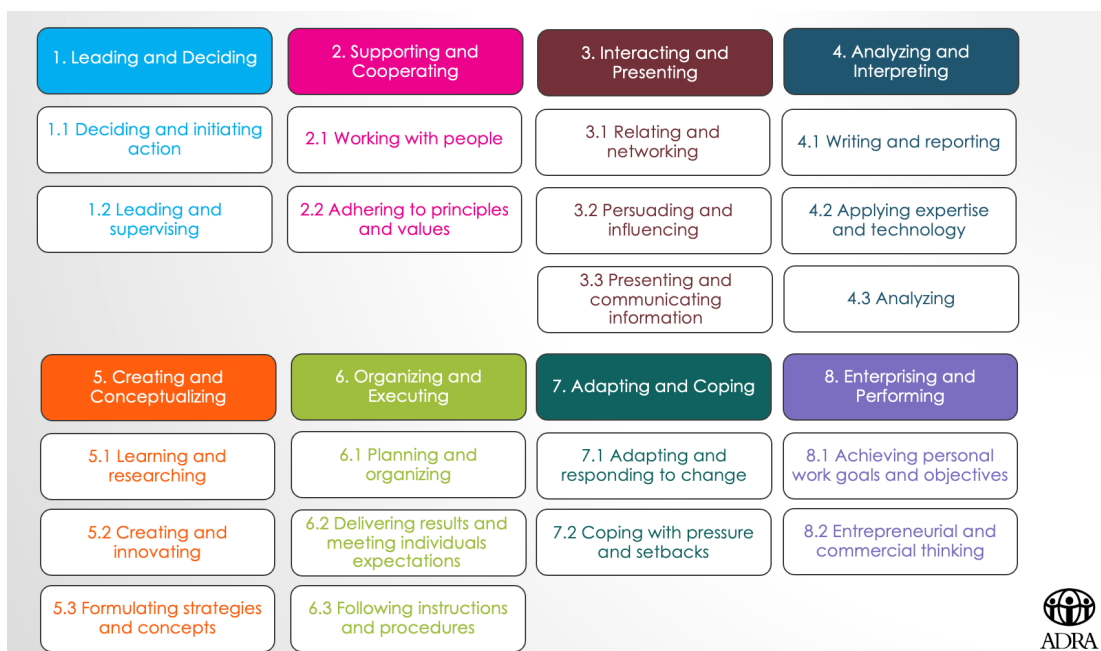 1. Leading and Deciding
2. Supporting and
Cooperating
3. Interacting and
Presenting
4. Analyzing and
Interpreting
1.1 Deciding and initiating
action
2.1 Working with people
3.1 Relating and
networking
4.1 Writing and reporting
1.2 Leading and
supervising
2.2 Adhering to principles
and values
3.2 Persuading and
influencing
4.2 Applying expertise
and technology
3.3 Presenting and
communicating
information
4.3 Analyzing
5. Creating and
Conceptualizing
6. Organizing and
Executing
7. Adapting and Coping
8. Enterprising and
Performing
5.1 Learning and
researching
6.1 Planning and
organizing
7.1 Adapting and
responding to change
8.1 Achieving personal
work goals and objectives
5.2 Creating and
innovating
6.2 Delivering results and
meeting individuals
expectations
7.2 Coping with pressure
and setbacks
8.2 Entrepreneurial and
commercial thinking
5.3 Formulating strategies
and concepts
6.3 Following instructions
and procedures
ADRA